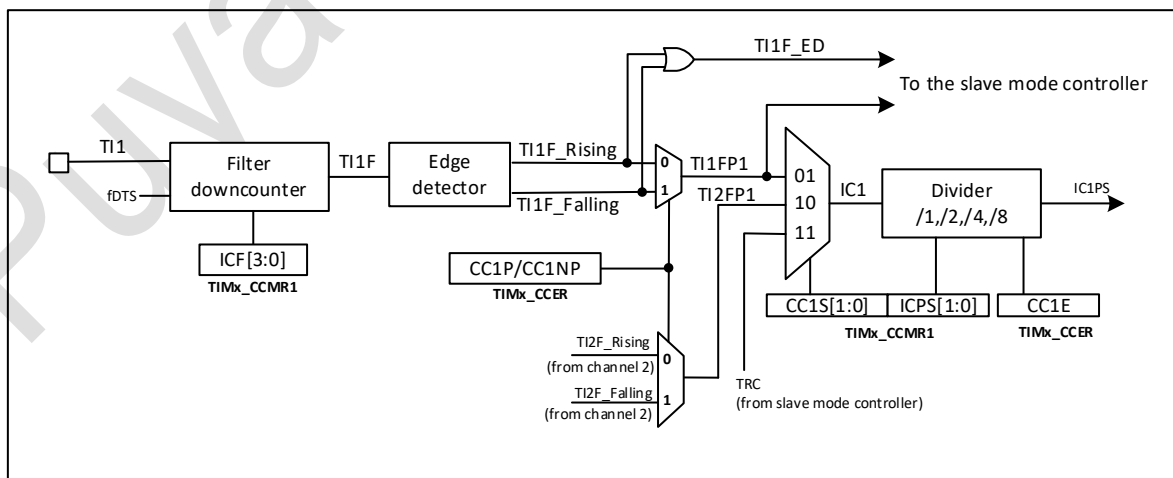 Puya
TI1F_ED
To the slave mode controller
TI1
Filter
downcounter
fDTS
TI1F
Edge
detector
TI1F_Rising
TI1F_Falling
0
1
TI1FP1
TI2FP1
01
10
11
IC1
Divider
/1,/2,/4,/8
IC1PS
ICF[3:0]
TIMx_CCMR1
CC1P/CC1NP
TIMx_CCER
CC1S[1:0]
ICPS[1:0]
TIMx_CCMR1
CC1E
TIMx_CCER
TI2F_Rising
(from channel 2)
TI2F_Falling
(from channel 2)
0
1
TRC
(from slave mode controller)